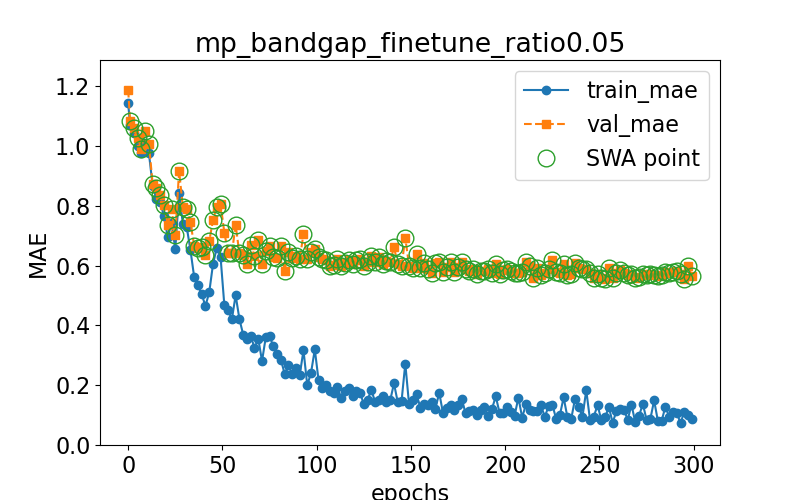 mp_bandgap_finetune_ratio0.05
MAE
1.2
1.0
0.8
0.6
0.4
0.2
0.0
train_mae
val_mae
SWA point
0 50 100 150 200 250 300
epochs